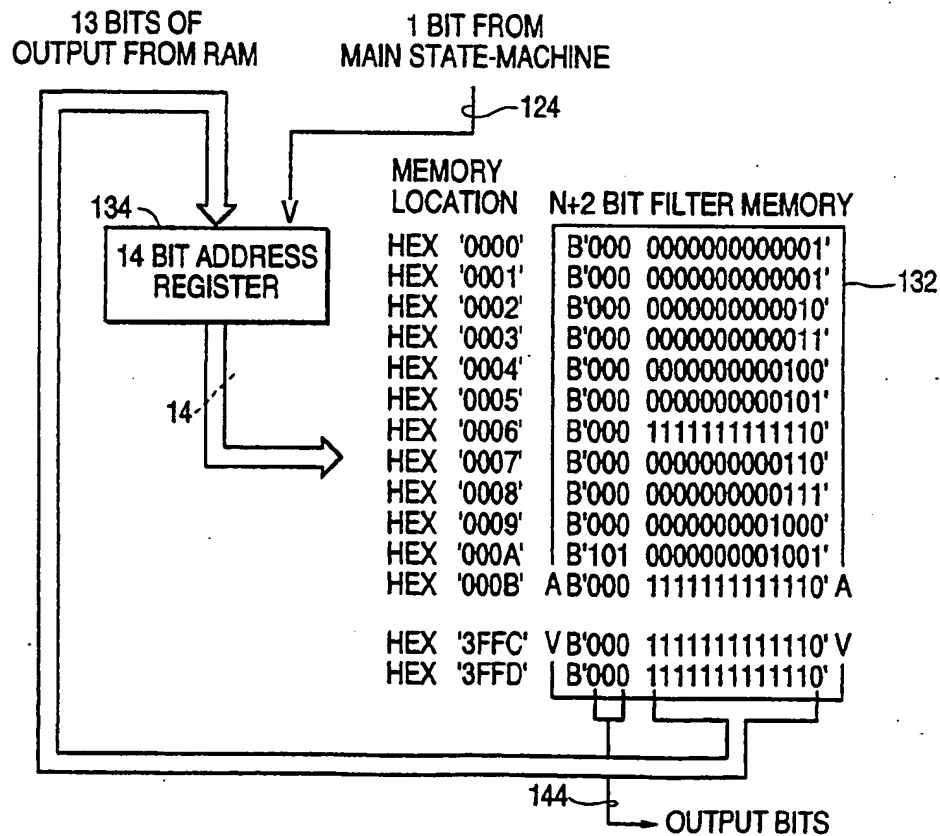 13 BITS OF
OUTPUT FROM RAM
1 BIT FROM
MAIN STATE-MACHINE
124
134
14 BIT ADDRESS
REGISTER
14
MEMORY
LOCATION
N+2 BIT FILTER MEMORY
132
HEX '0000' B'000 0000000000001'
HEX '0001' B'000 0000000000001'
HEX '0002' B'000 0000000000010'
HEX '0003' B'000 0000000000011'
HEX '0004' B'000 0000000000100'
HEX '0005' B'000 0000000000101'
HEX '0006' B'000 1111111111110'
HEX '0007' B'000 0000000000110'
HEX '0008' B'000 0000000000111'
HEX '0009' B'000 0000000001000'
HEX '000A' B'101 0000000001001'
HEX '000B' A B'000 1111111111110' A
HEX '3FFC' V B'000 1111111111110' V
HEX '3FFD' B'000 1111111111110'
144
OUTPUT BITS